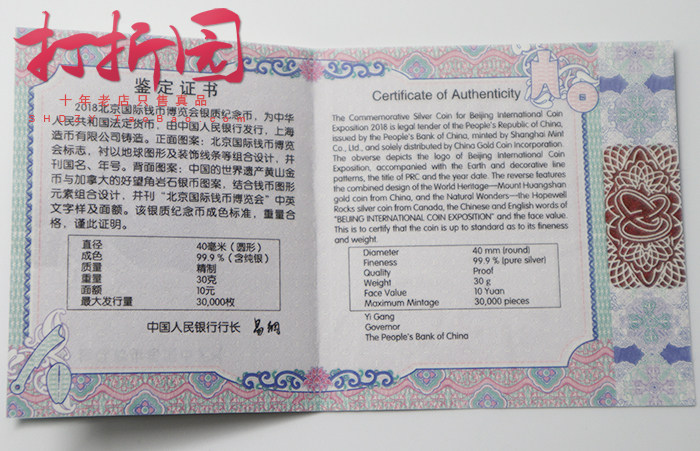 打折园
十年老店只售真品
鉴定证书
2018北京国际钱币博览会银质纪念币，为中华
人民共和国法定货币，由中国人民银行发行，上海
造币有限公司铸造。正面图案：北京国际钱币博览
会标志，衬以地球图形及装饰线条等组合设计，并
刊国名、年号。背面图案：中国的世界遗产黄山金
币与加拿大的好望角岩石银币图案，结合钱币图形
元素组合设计，并刊“北京国际钱币博览会”中英
文字样及面额。该银质纪念币成色标准，重量合
格，谨此证明。
直径 40毫米（圆形）
成色 99.9％（含纯银）
质量 精制
重量 30克
面额 10元
最大发行量 30,000枚
中国人民银行行长 易纲
Certificate of Authenticity
The Commemorative Silver Coin for Beijing International Coin
Exposition 2018 is legal tender of the People's Republic of China,
issued by the People's Bank of China, minted by Shanghai Mint
Co., Ltd., and solely distributed by China Gold Coin Incorporation.
The obverse depicts the logo of Beijing International Coin
Exposition, accompanied with the Earth and decorative line
patterns, the title of PRC and the year date. The reverse features
the combined design of the World Heritage—Mount Huangshan
gold coin from China, and the Natural Wonders—the Hopewell
Rocks silver coin from Canada, the Chinese and English words of
"BEIJING INTERNATIONAL COIN EXPOSITION" and the face value.
This is to certify that the coin is up to standard as to its fineness
and weight.
Diameter 40 mm (round)
Fineness 99.9 % (pure silver)
Quality Proof
Weight 30 g
Face Value 10 Yuan
Maximum Mintage 30,000 pieces
Yi Gang
Governor
The People's Bank of China